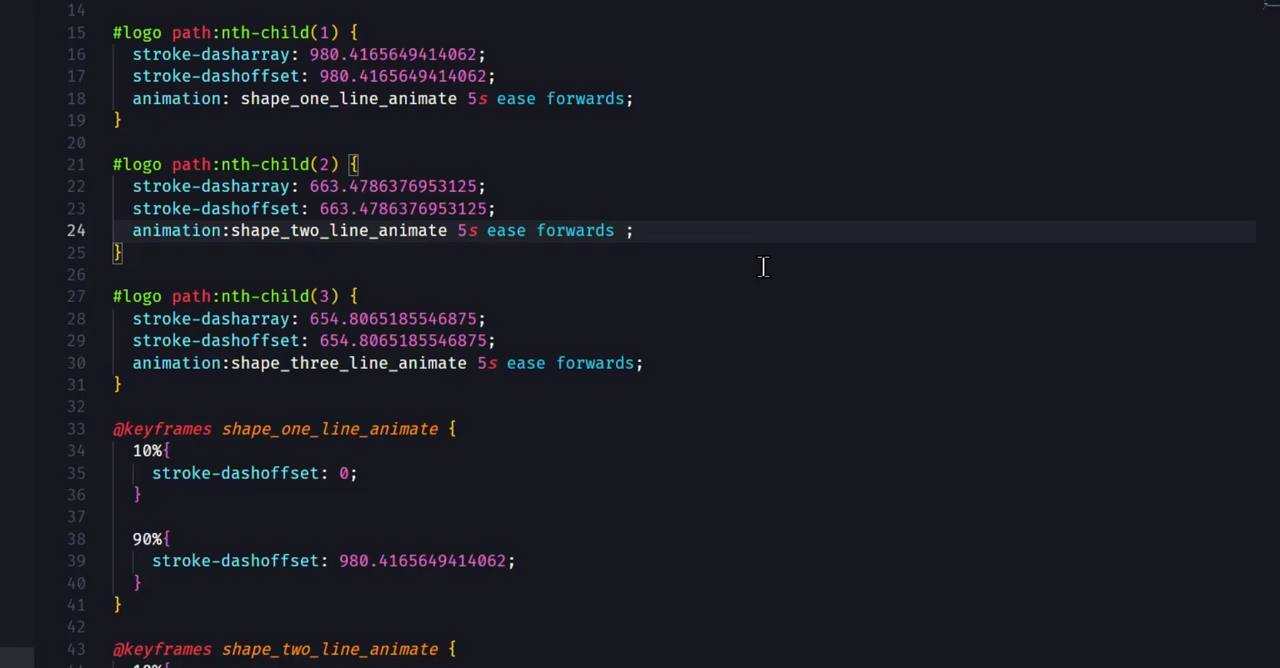 14
15 #logo path:nth-child(1) {
16 stroke-dasharray: 980.4165649414062;
17 stroke-dashoffset: 980.4165649414062;
18 animation: shape_one_line_animate 5s ease forwards;
19 }
20
21 #logo path:nth-child(2) {
22 stroke-dasharray: 663.4786376953125;
23 stroke-dashoffset: 663.4786376953125;
24 animation:shape_two_line_animate 5s ease forwards ;
25 }
26
27 #logo path:nth-child(3) {
28 stroke-dasharray: 654.8065185546875;
29 stroke-dashoffset: 654.8065185546875;
30 animation:shape_three_line_animate 5s ease forwards;
31 }
32
33 @keyframes shape_one_line_animate {
34 10%{
35 stroke-dashoffset: 0;
36 }
37
38 90%{
39 stroke-dashoffset: 980.4165649414062;
40 }
41 }
42
43 @keyframes shape_two_line_animate {